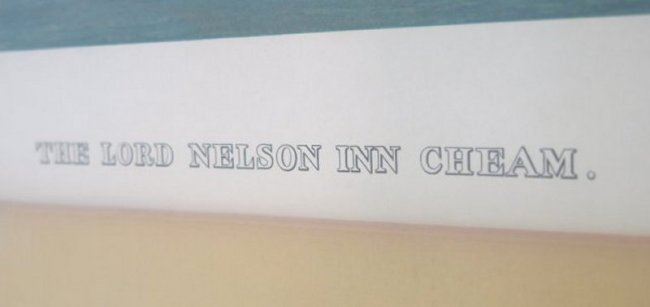 THE LORD NELSON INN CHEAM.